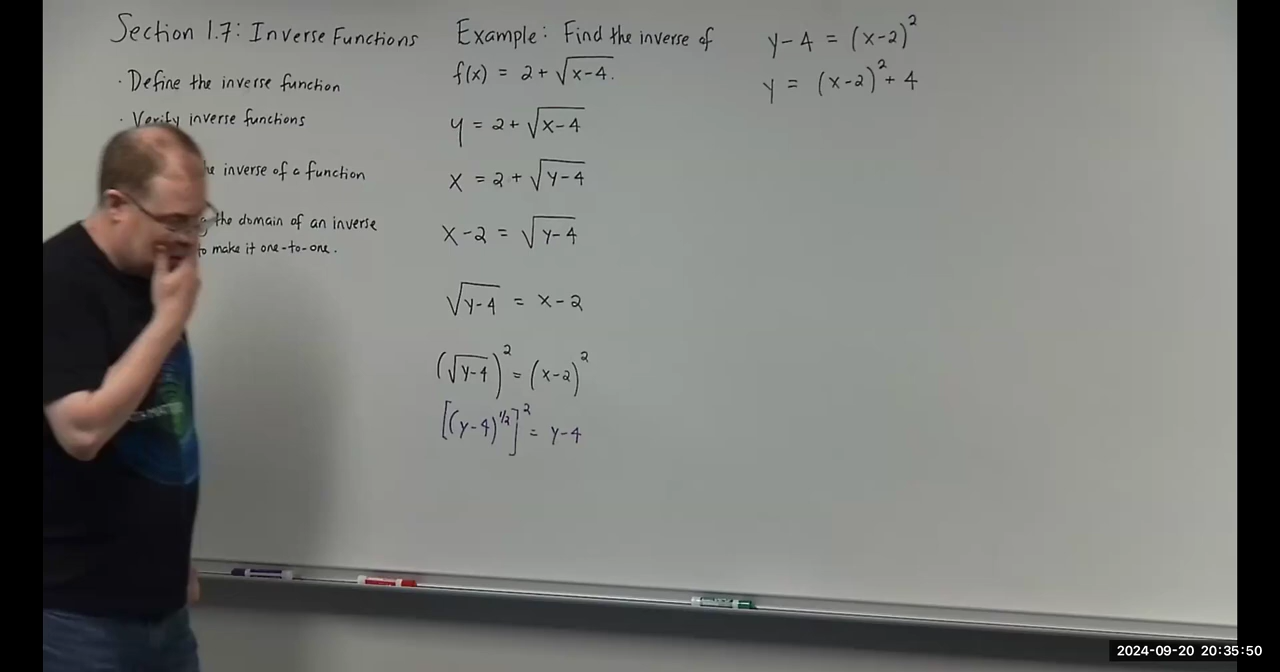 Section 1.7: Inverse Functions
· Define the inverse function
· Verify inverse functions
inverse of a function
the domain of an inverse
to make it one-to-one.
Example: Find the inverse of
f(x) = 2 + √(x-4).
y = 2 + √(x-4)
x = 2 + √(y-4)
x - 2 = √(y-4)
√(y-4) = x - 2
(√(y-4))² = (x-2)²
[(y-4)^(1/2)]² = y-4
y - 4 = (x-2)²
y = (x-2)² + 4
2024-09-20 20:35:50